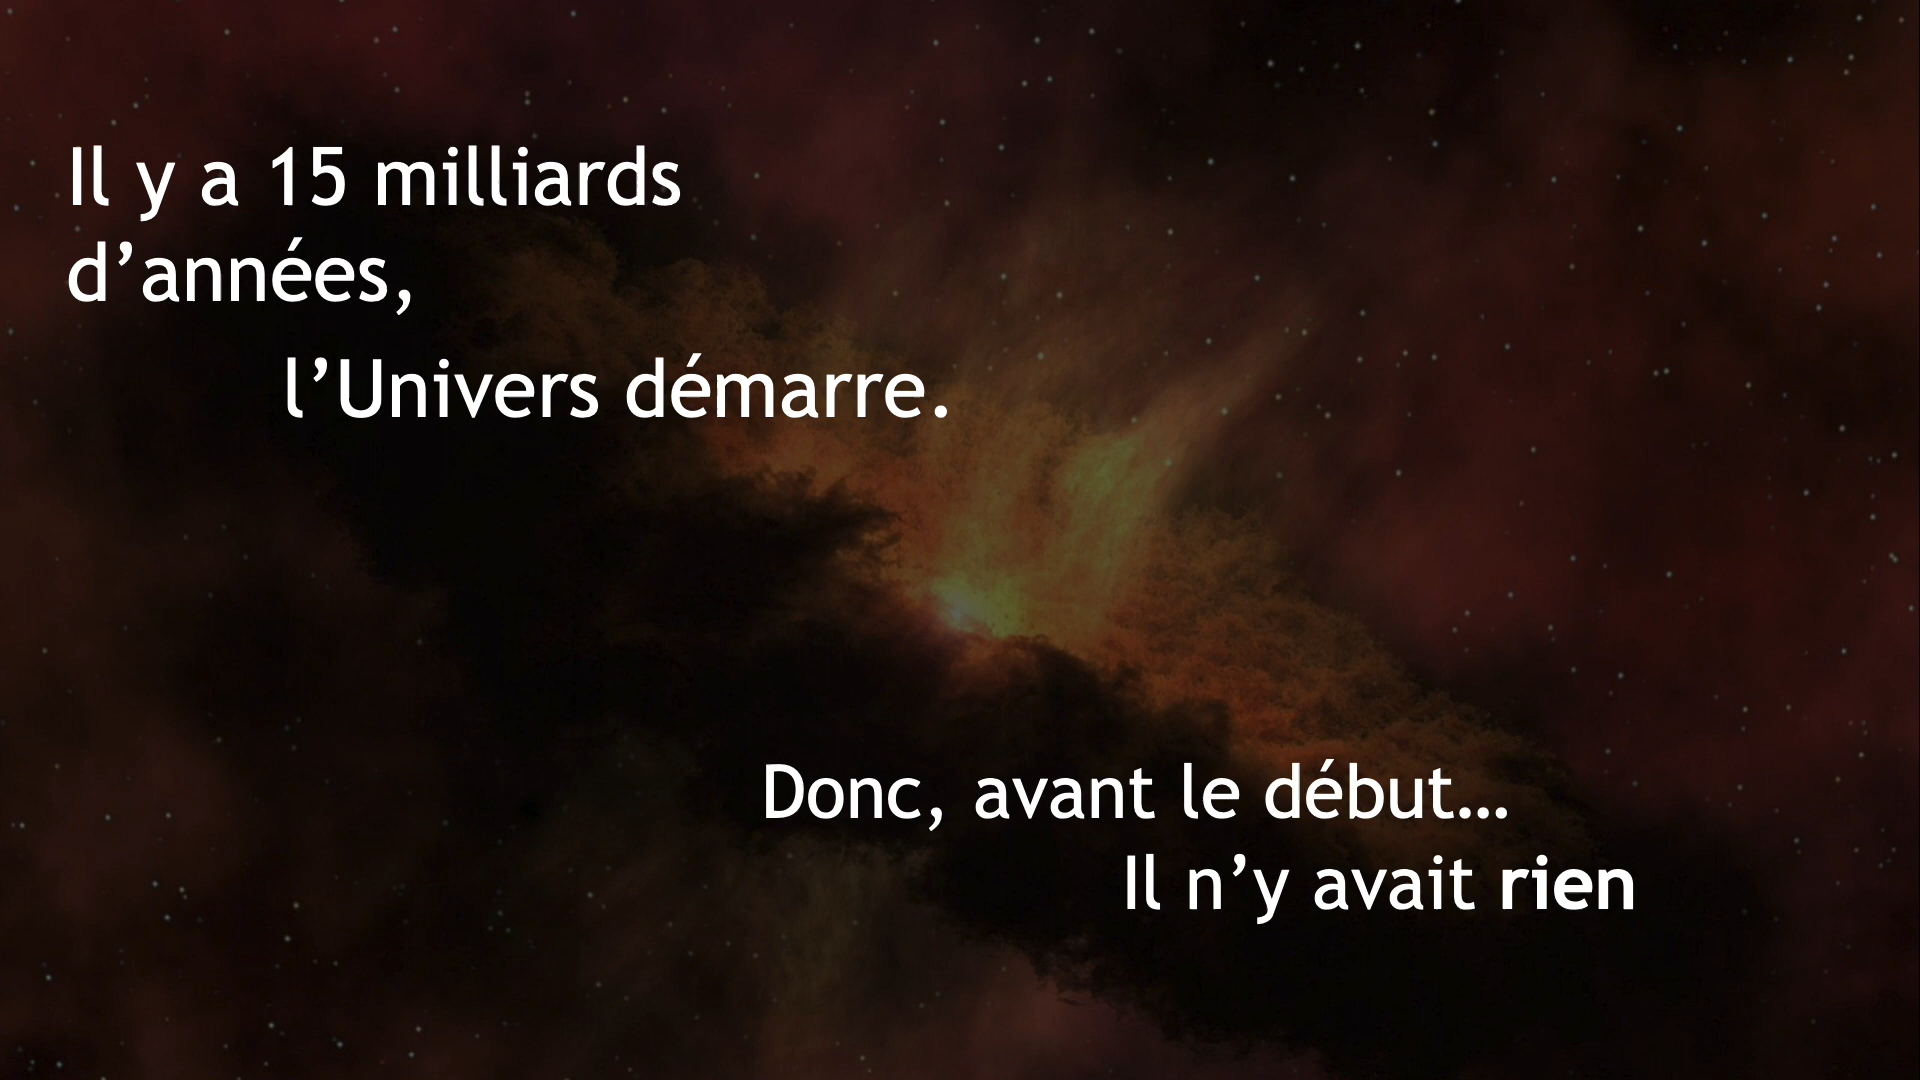 Il y a 15 milliards
d’années,
l’Univers démarre.
Donc, avant le début…
Il n’y avait rien